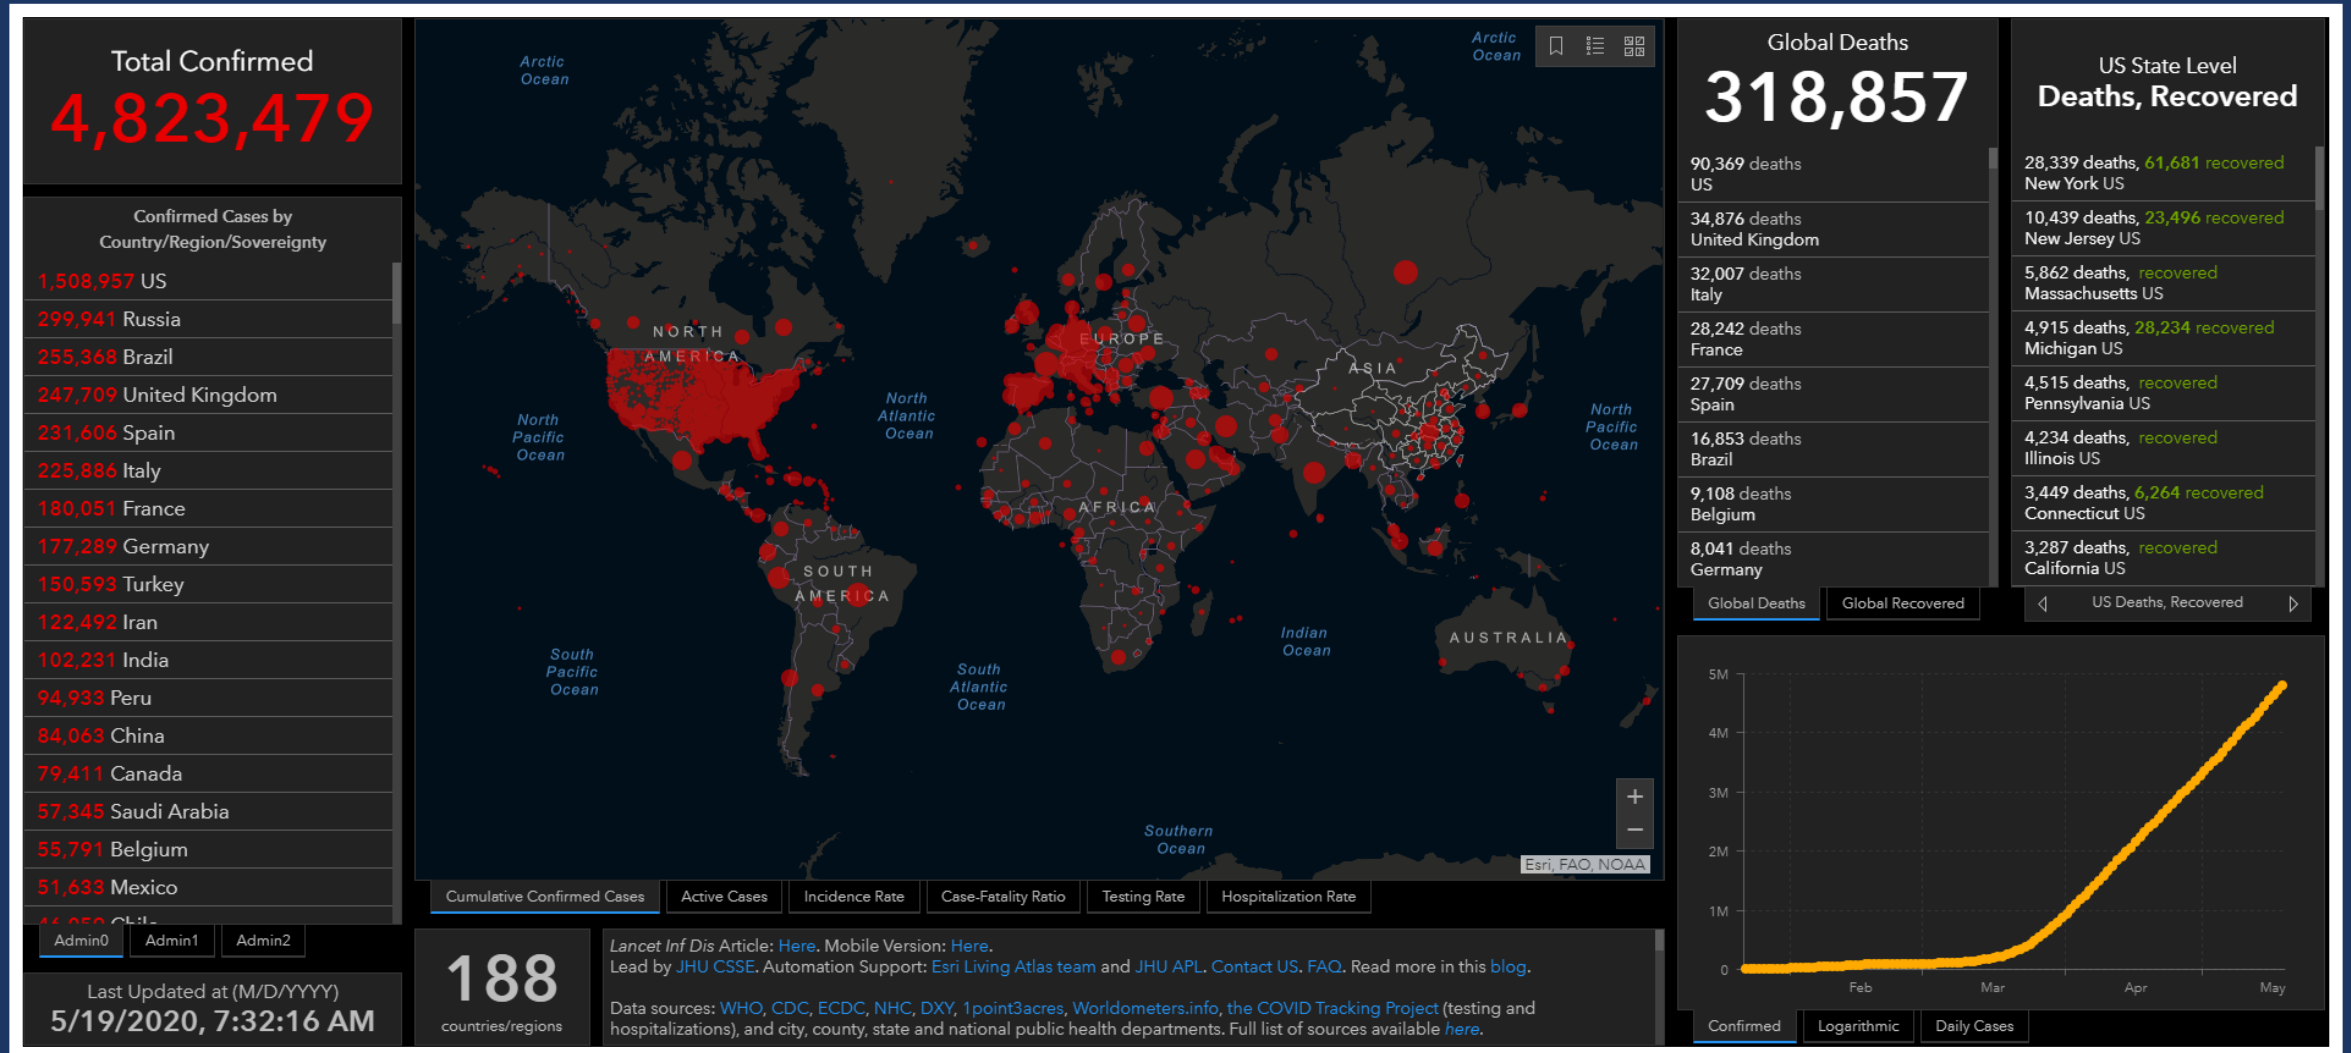 Total Confirmed
4,823,479
Confirmed Cases by
Country/Region/Sovereignty
1,508,957 US
299,941 Russia
255,368 Brazil
247,709 United Kingdom
231,606 Spain
225,886 Italy
180,051 France
177,289 Germany
150,593 Turkey
122,492 Iran
102,231 India
94,933 Peru
84,063 China
79,411 Canada
57,345 Saudi Arabia
55,791 Belgium
51,633 Mexico
Admin0
Admin1
Admin2
Last Updated at (M/D/YYYY)
5/19/2020, 7:32:16 AM
Arctic
Ocean
Arctic
Ocean
NORTH
AMERICA
EUROPE
ASIA
North
Pacific
Ocean
North
Atlantic
Ocean
North
Pacific
Ocean
AFRICA
SOUTH
AMERICA
AUSTRALIA
Indian
Ocean
South
Pacific
Ocean
South
Atlantic
Ocean
Southern
Ocean
+
−
Esri, FAO, NOAA
Cumulative Confirmed Cases
Active Cases
Incidence Rate
Case-Fatality Ratio
Testing Rate
Hospitalization Rate
188
countries/regions
Lancet Inf Dis Article: Here. Mobile Version: Here.
Lead by JHU CSSE. Automation Support: Esri Living Atlas team and JHU APL. Contact US. FAQ. Read more in this blog.
Data sources: WHO, CDC, ECDC, NHC, DXY, 1point3acres, Worldometers.info, the COVID Tracking Project (testing and
hospitalizations), and city, county, state and national public health departments. Full list of sources available here.
Global Deaths
318,857
90,369 deaths
US
34,876 deaths
United Kingdom
32,007 deaths
Italy
28,242 deaths
France
27,709 deaths
Spain
16,853 deaths
Brazil
9,108 deaths
Belgium
8,041 deaths
Germany
Global Deaths
Global Recovered
US State Level
Deaths, Recovered
28,339 deaths, 61,681 recovered
New York US
10,439 deaths, 23,496 recovered
New Jersey US
5,862 deaths, recovered
Massachusetts US
4,915 deaths, 28,234 recovered
Michigan US
4,515 deaths, recovered
Pennsylvania US
4,234 deaths, recovered
Illinois US
3,449 deaths, 6,264 recovered
Connecticut US
3,287 deaths, recovered
California US
US Deaths, Recovered
5M
4M
3M
2M
1M
0
Feb
Mar
Apr
May
Confirmed
Logarithmic
Daily Cases